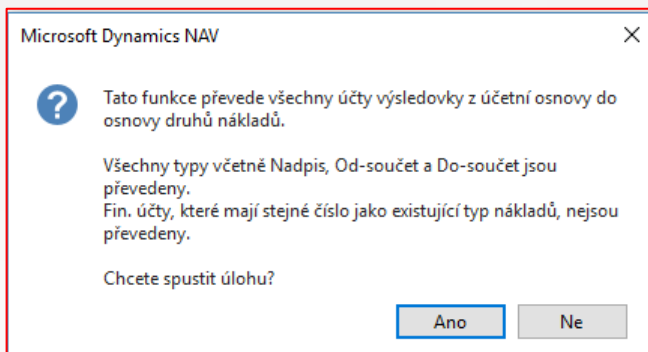 Microsoft Dynamics NAV
Tato funkce převede všechny účty výsledovky z účetní osnovy do
osnovy druhů nákladů.
Všechny typy včetně Nadpis, Od-součet a Do-součet jsou
převedeny.
Fin. účty, které mají stejné číslo jako existující typ nákladů, nejsou
převedeny.
Chcete spustit úlohu?
Ano
Ne